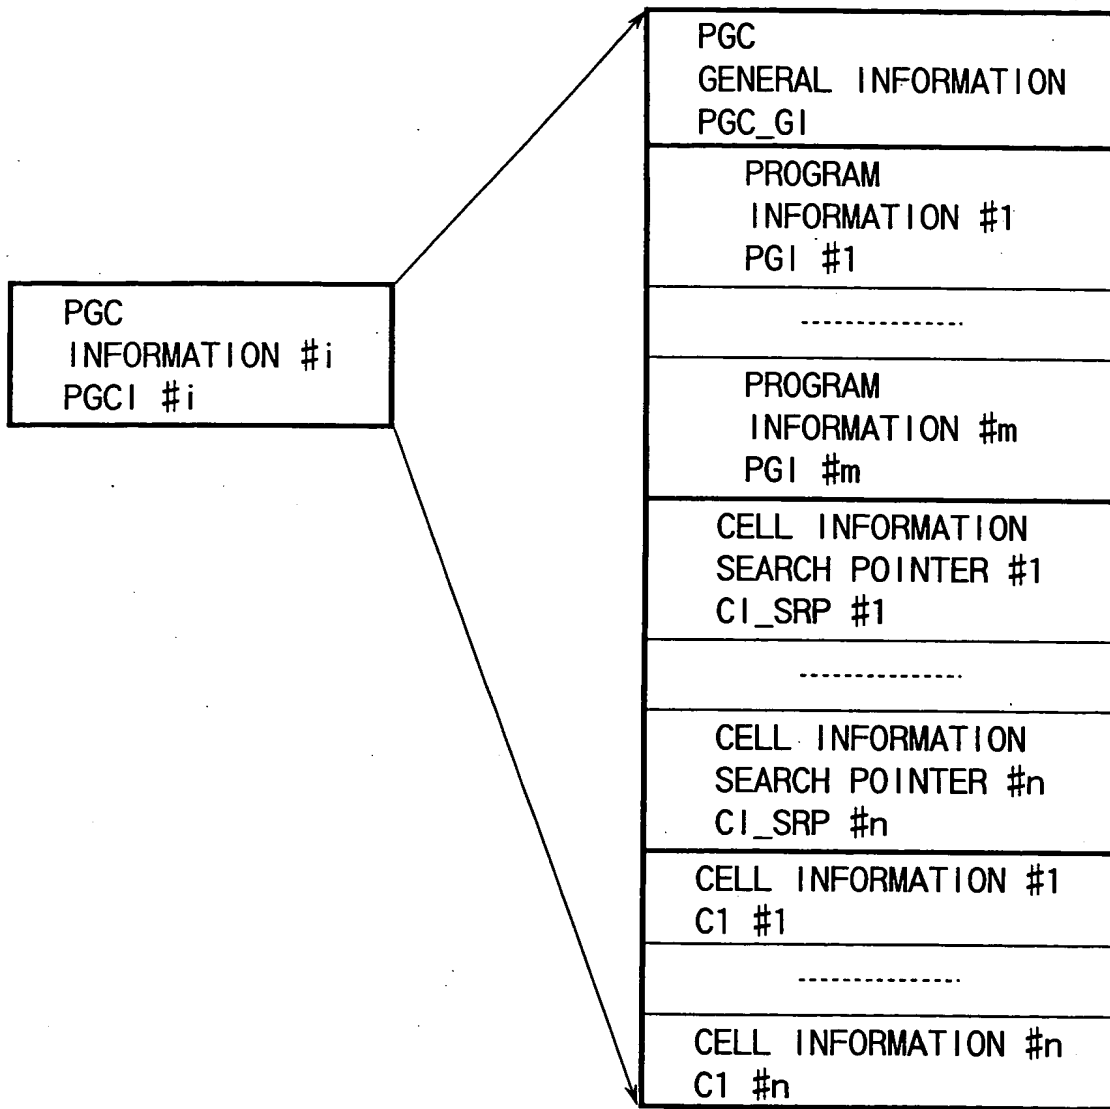 PGC
INFORMATION #i
PGCI #i
PGC
GENERAL INFORMATION
PGC_GI
PROGRAM
INFORMATION #1
PGI #1
PROGRAM
INFORMATION #m
PGI #m
CELL INFORMATION
SEARCH POINTER #1
CI_SRP #1
CELL INFORMATION
SEARCH POINTER #n
CI_SRP #n
CELL INFORMATION #1
C1 #1
CELL INFORMATION #n
C1 #n